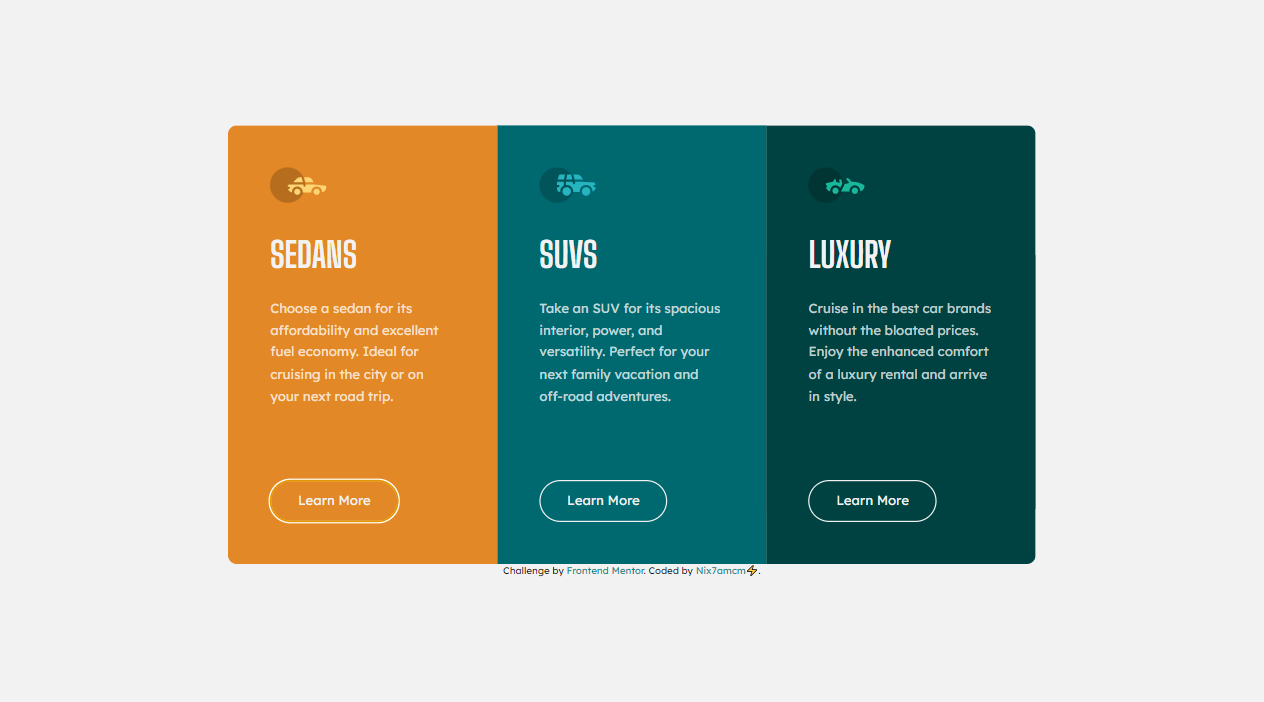 SEDANS
Choose a sedan for its
affordability and excellent
fuel economy. Ideal for
cruising in the city or on
your next road trip.
Learn More
SUVS
Take an SUV for its spacious
interior, power, and
versatility. Perfect for your
next family vacation and
off-road adventures.
Learn More
LUXURY
Cruise in the best car brands
without the bloated prices.
Enjoy the enhanced comfort
of a luxury rental and arrive
in style.
Learn More
Challenge by Frontend Mentor. Coded by Nix7amcm⚡.